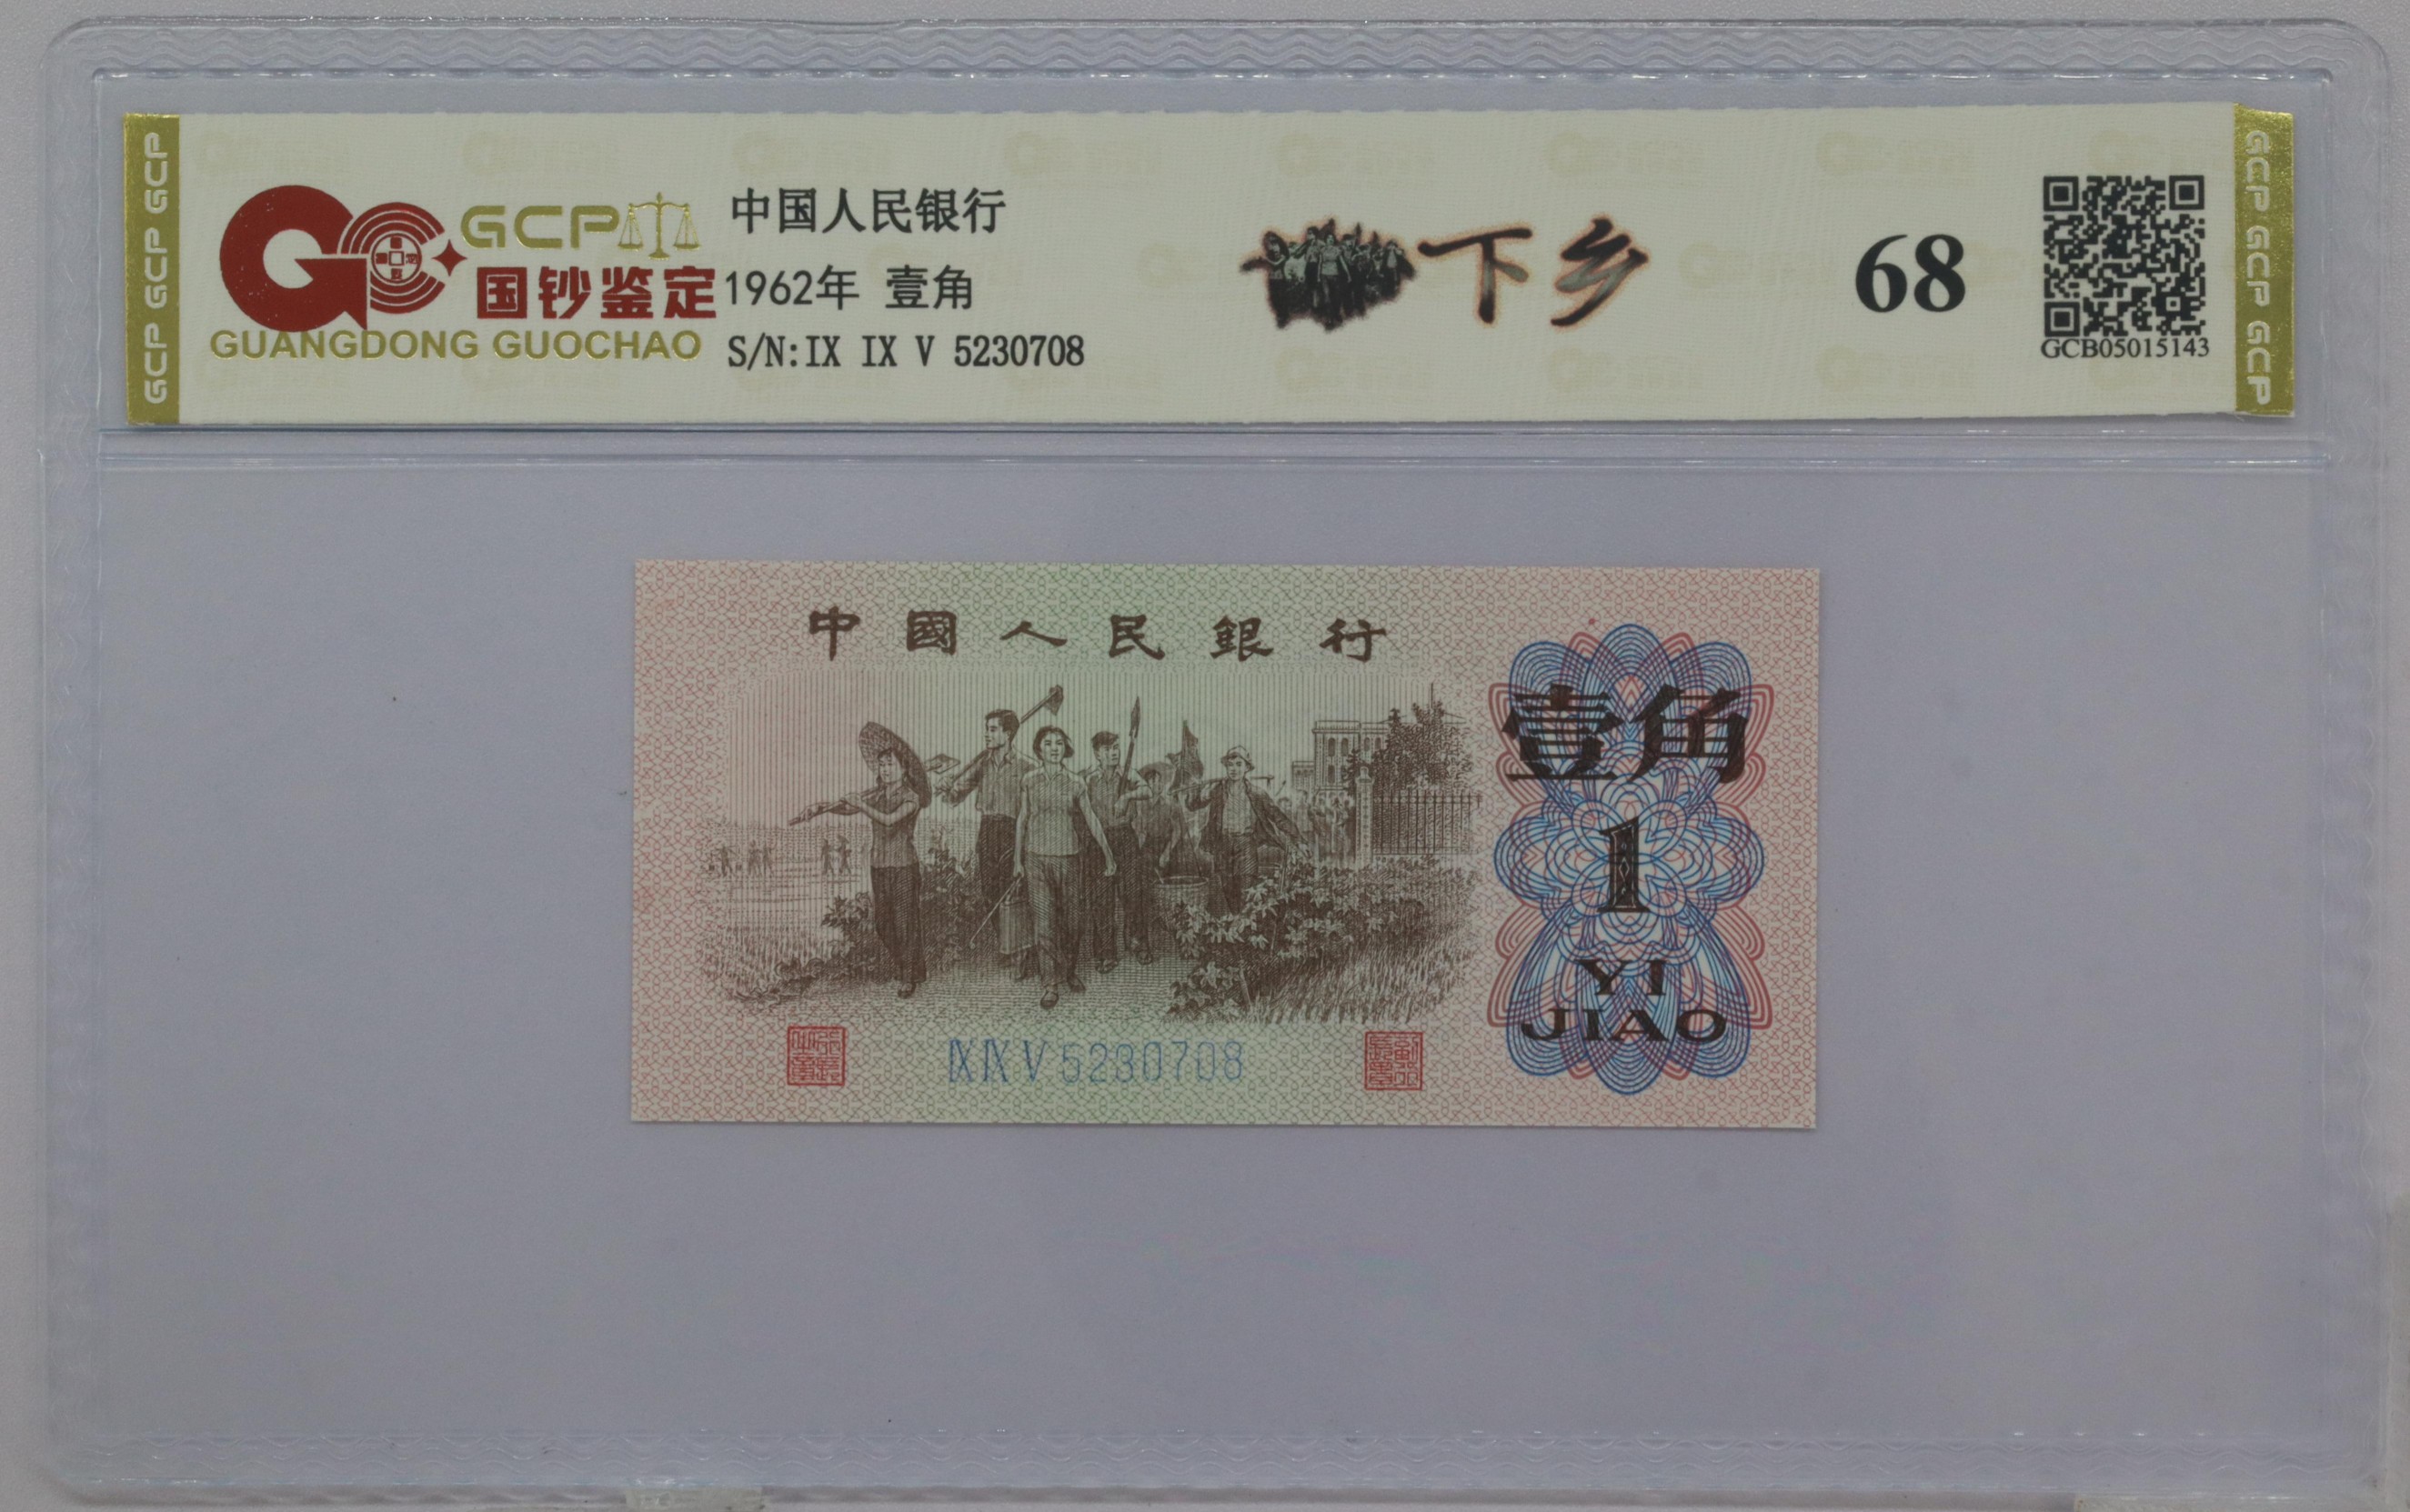 GCP GCP GCP
GCP
国钞鉴定
GUANGDONG GUOCHAO
中国人民银行
1962年 壹角
S/N:IX IX V 5230708
下乡
68
GCB05015143
GCP GCP GCP
中國人民銀行
壹角
1
YI
JIAO
IX IX V 5230708